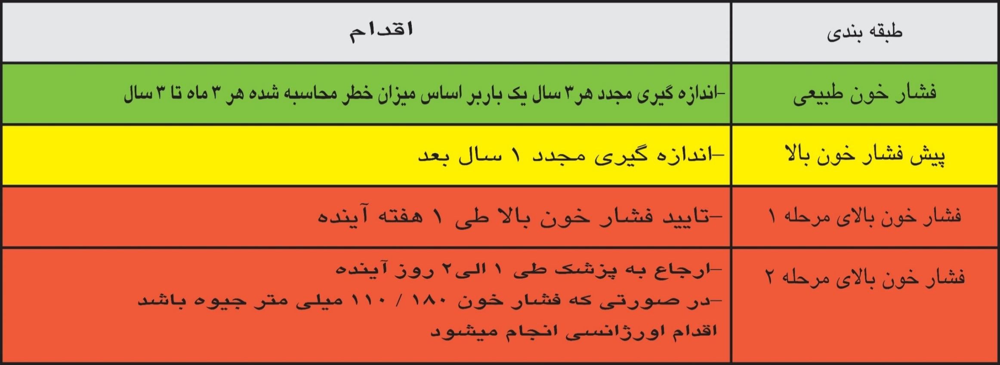 طبقه بندی
اقدام
فشار خون طبیعی
-اندازه گیری مجدد هر۳ سال یک باربر اساس میزان خطر محاسبه شده هر ۳ ماه تا ۳ سال
پیش فشار خون بالا
-اندازه گیری مجدد ۱ سال بعد
فشار خون بالای مرحله ۱
-تایید فشار خون بالا طی ۱ هفته آینده
فشار خون بالای مرحله ۲
-ارجاع به پزشک طی ۱ الی۲ روز آینده
-در صورتی که فشار خون ۱۸۰ / ۱۱۰ میلی متر جیوه باشد
اقدام اورژانسی انجام میشود